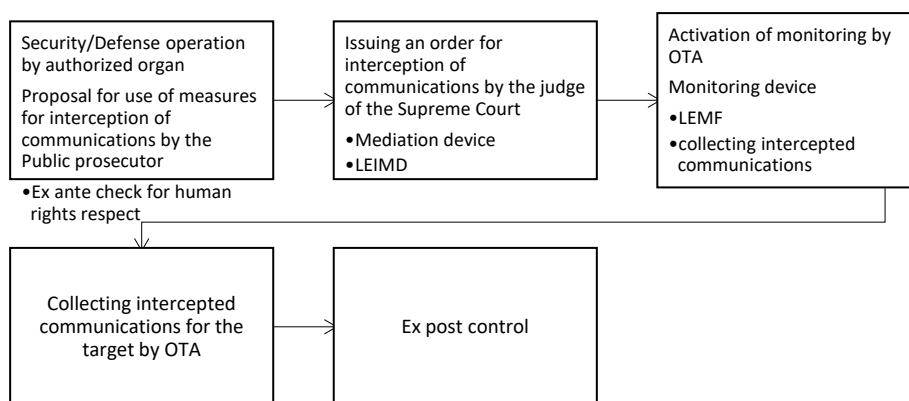 Security/Defense operation
by authorized organ
Proposal for use of measures
for interception of
communications by the
Public prosecutor
•Ex ante check for human
rights respect
Issuing an order for
interception of
communications by the judge
of the Supreme Court
•Mediation device
•LEIMD
Activation of monitoring by
OTA
Monitoring device
•LEMF
•collecting intercepted
communications
Collecting intercepted
communications for the
target by OTA
Ex post control